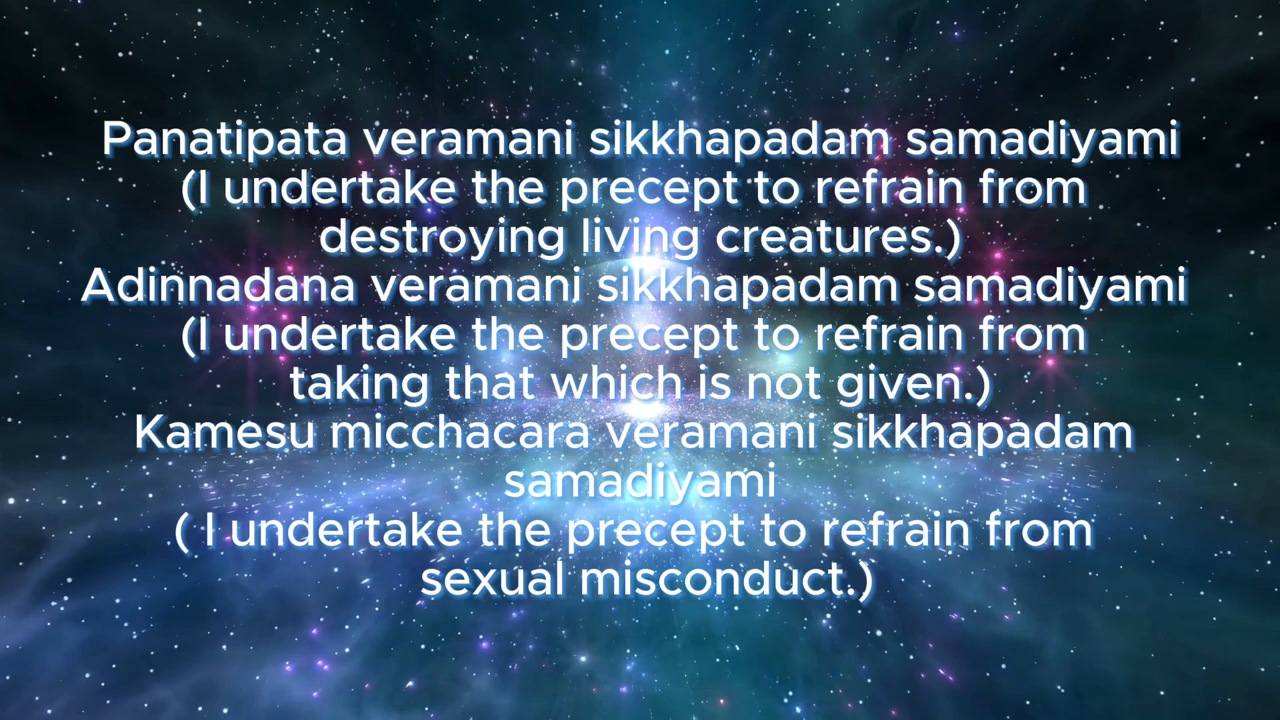 Panatipata veramani sikkhapadam samadiyami
(I undertake the precept to refrain from
destroying living creatures.)
Adinnadana veramani sikkhapadam samadiyami
(I undertake the precept to refrain from
taking that which is not given.)
Kamesu micchacara veramani sikkhapadam
samadiyami
( I undertake the precept to refrain from
sexual misconduct.)